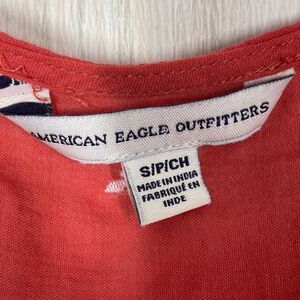 AMERICAN EAGLE OUTFITTERS
S/P/CH
MADE IN INDIA
FABRIQUÉ EN
INDE